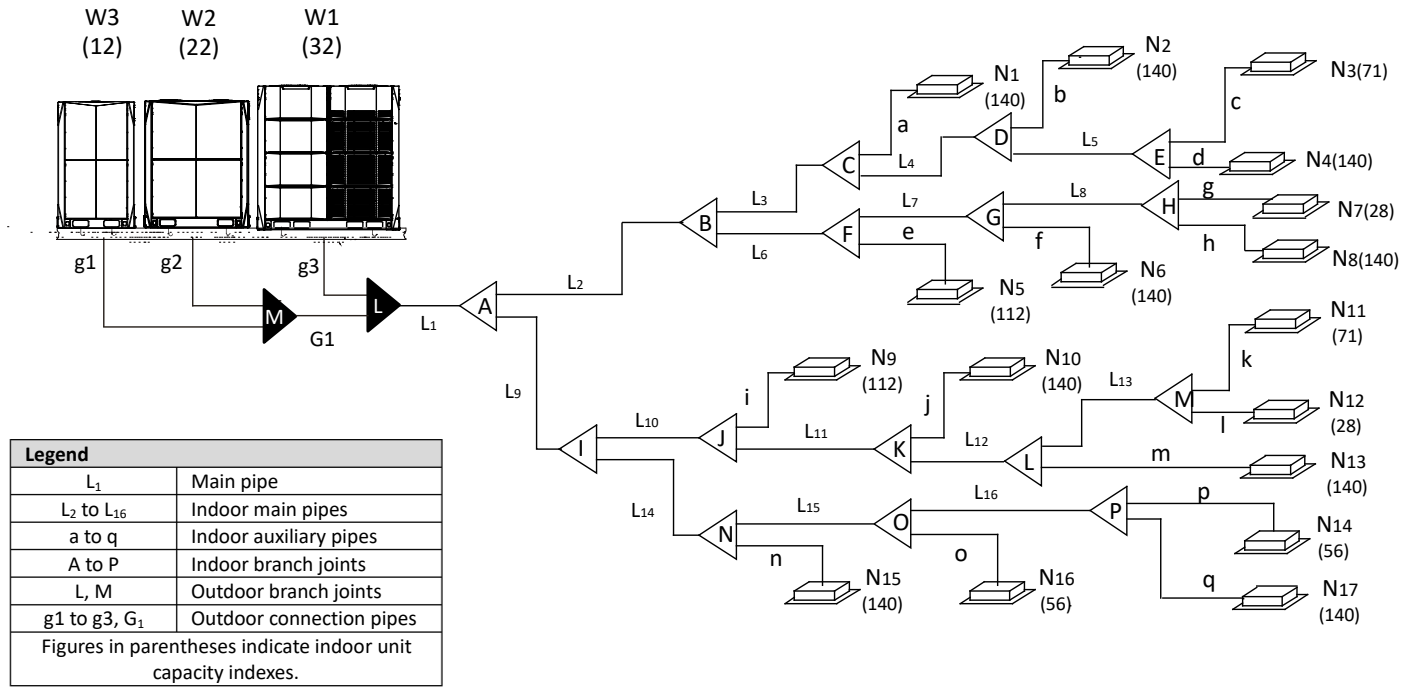 W3 W2 W1
(12) (22) (32)
g1 g2 g3
M L
G1 L1
A
L2
L9
B
L3
C
a
N1
(140)
L4
D
b
N2
(140)
L5
E
c
N3(71)
d
N4(140)
L6
F
e
N5
(112)
L7
G
f
N6
(140)
L8
H
g
N7(28)
h
N8(140)
I
L10
J
i
N9
(112)
L11
K
j
N10
(140)
L12
L
L13
M
k
N11
(71)
l
N12
(28)
m
N13
(140)
L14
N
n
N15
(140)
L15
O
o
N16
(56)
L16
P
p
N14
(56)
q
N17
(140)
Legend
L1 Main pipe
L2 to L16 Indoor main pipes
a to q Indoor auxiliary pipes
A to P Indoor branch joints
L, M Outdoor branch joints
g1 to g3, G1 Outdoor connection pipes
Figures in parentheses indicate indoor unit
capacity indexes.